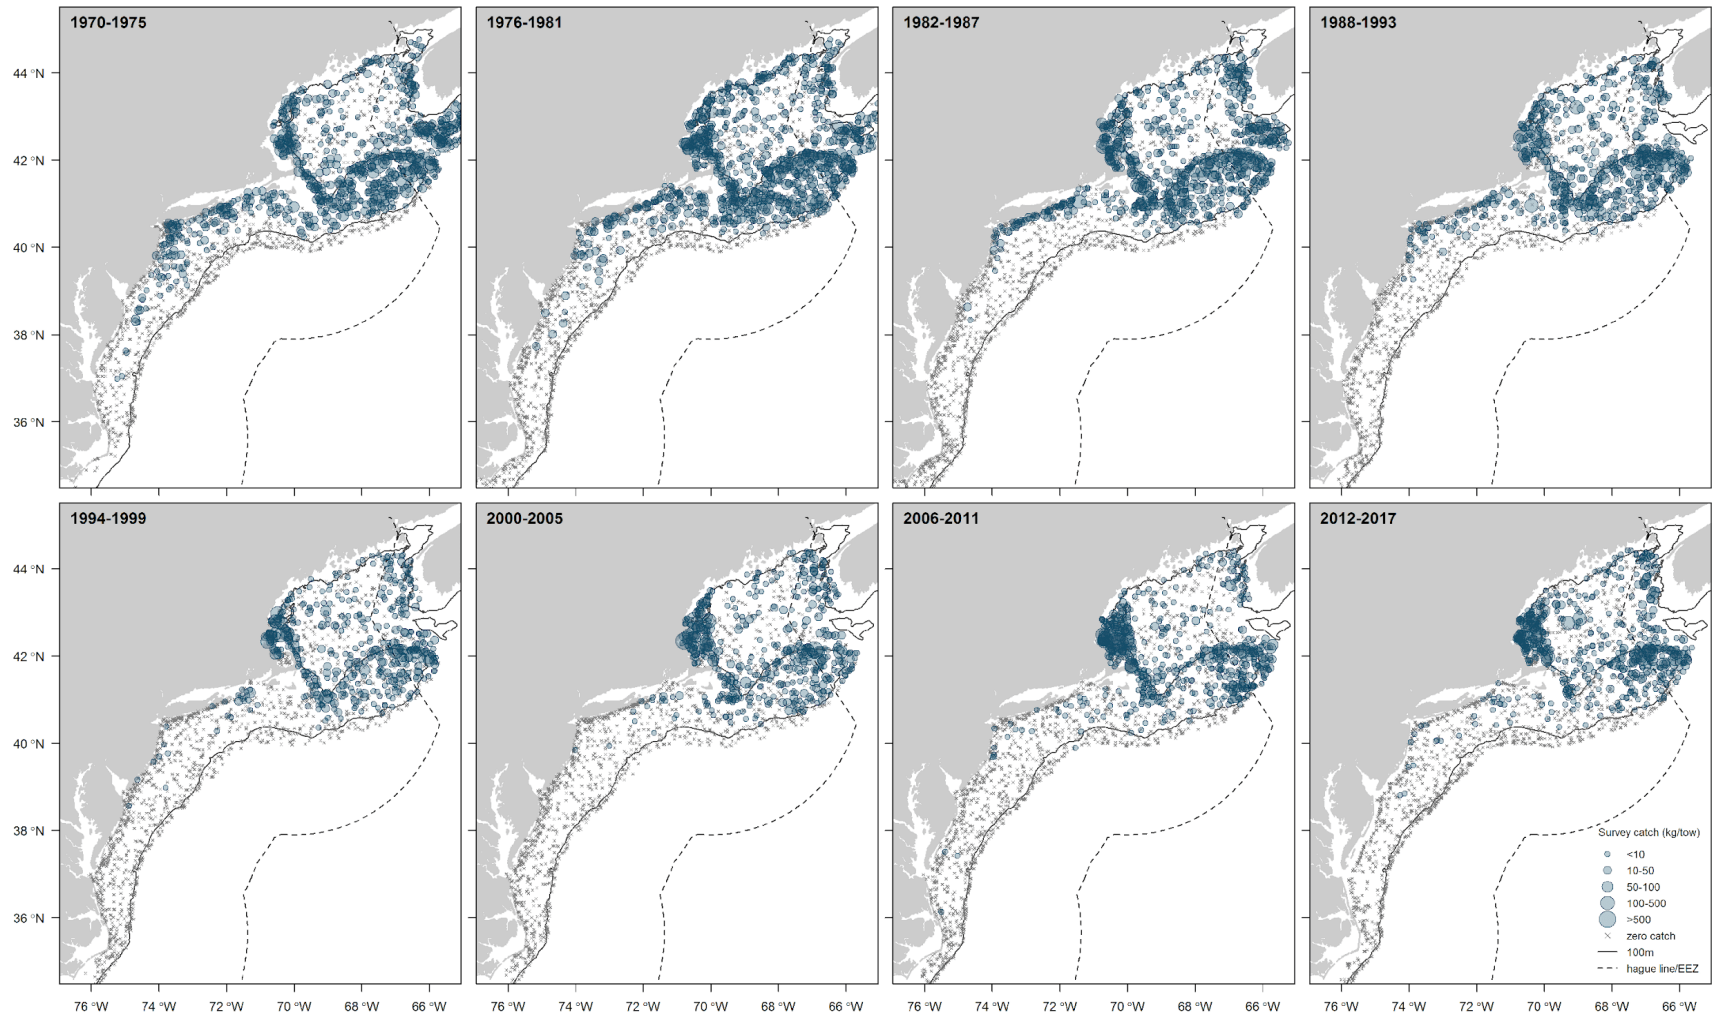 1970-1975
1976-1981
1982-1987
1988-1993
44 °N
42 °N
40 °N
38 °N
36 °N
1994-1999
2000-2005
2006-2011
2012-2017
44 °N
42 °N
40 °N
38 °N
36 °N
Survey catch (kg/tow)
<10
10-50
50-100
100-500
>500
zero catch
100m
hague line/EEZ
76 °W 74 °W 72 °W 70 °W 68 °W 66 °W
76 °W 74 °W 72 °W 70 °W 68 °W 66 °W
76 °W 74 °W 72 °W 70 °W 68 °W 66 °W
76 °W 74 °W 72 °W 70 °W 68 °W 66 °W